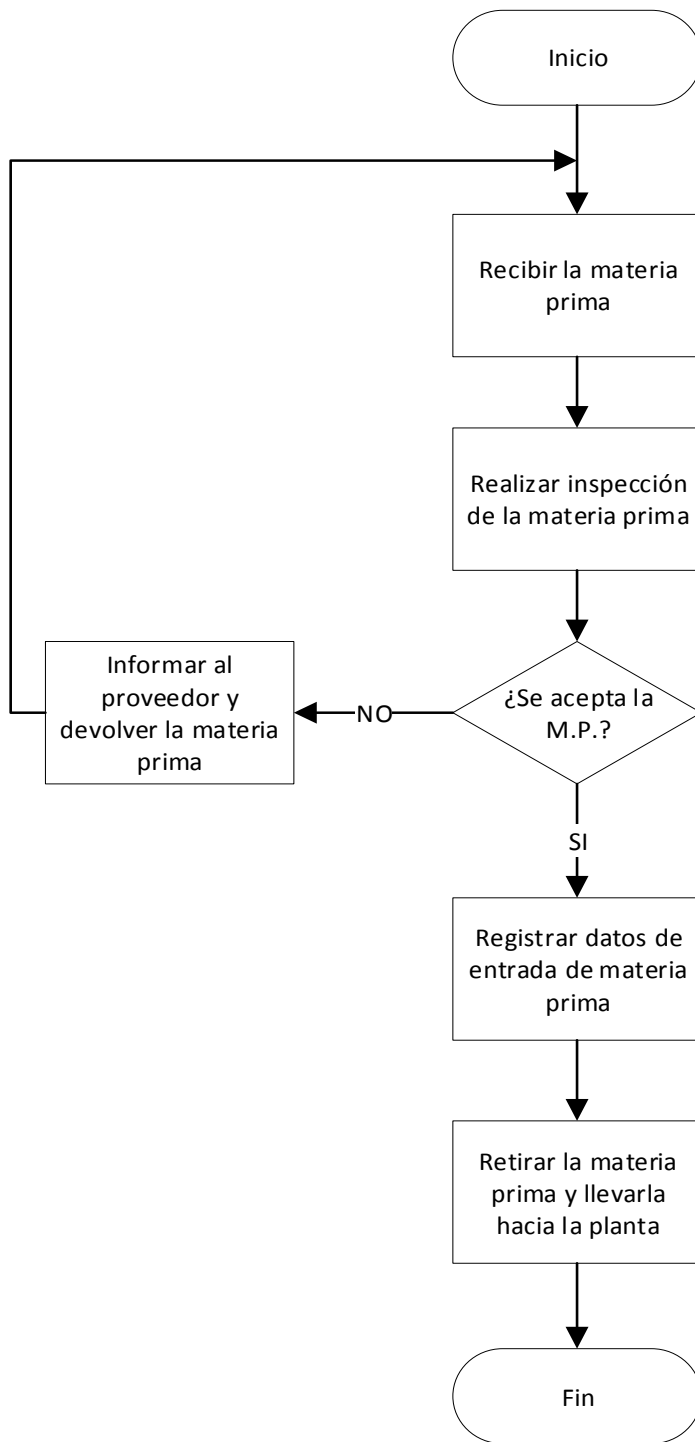 Inicio
Recibir la materia
prima
Realizar inspección
de la materia prima
¿Se acepta la
M.P.?
NO
Informar al
proveedor y
devolver la materia
prima
SI
Registrar datos de
entrada de materia
prima
Retirar la materia
prima y llevarla
hacia la planta
Fin